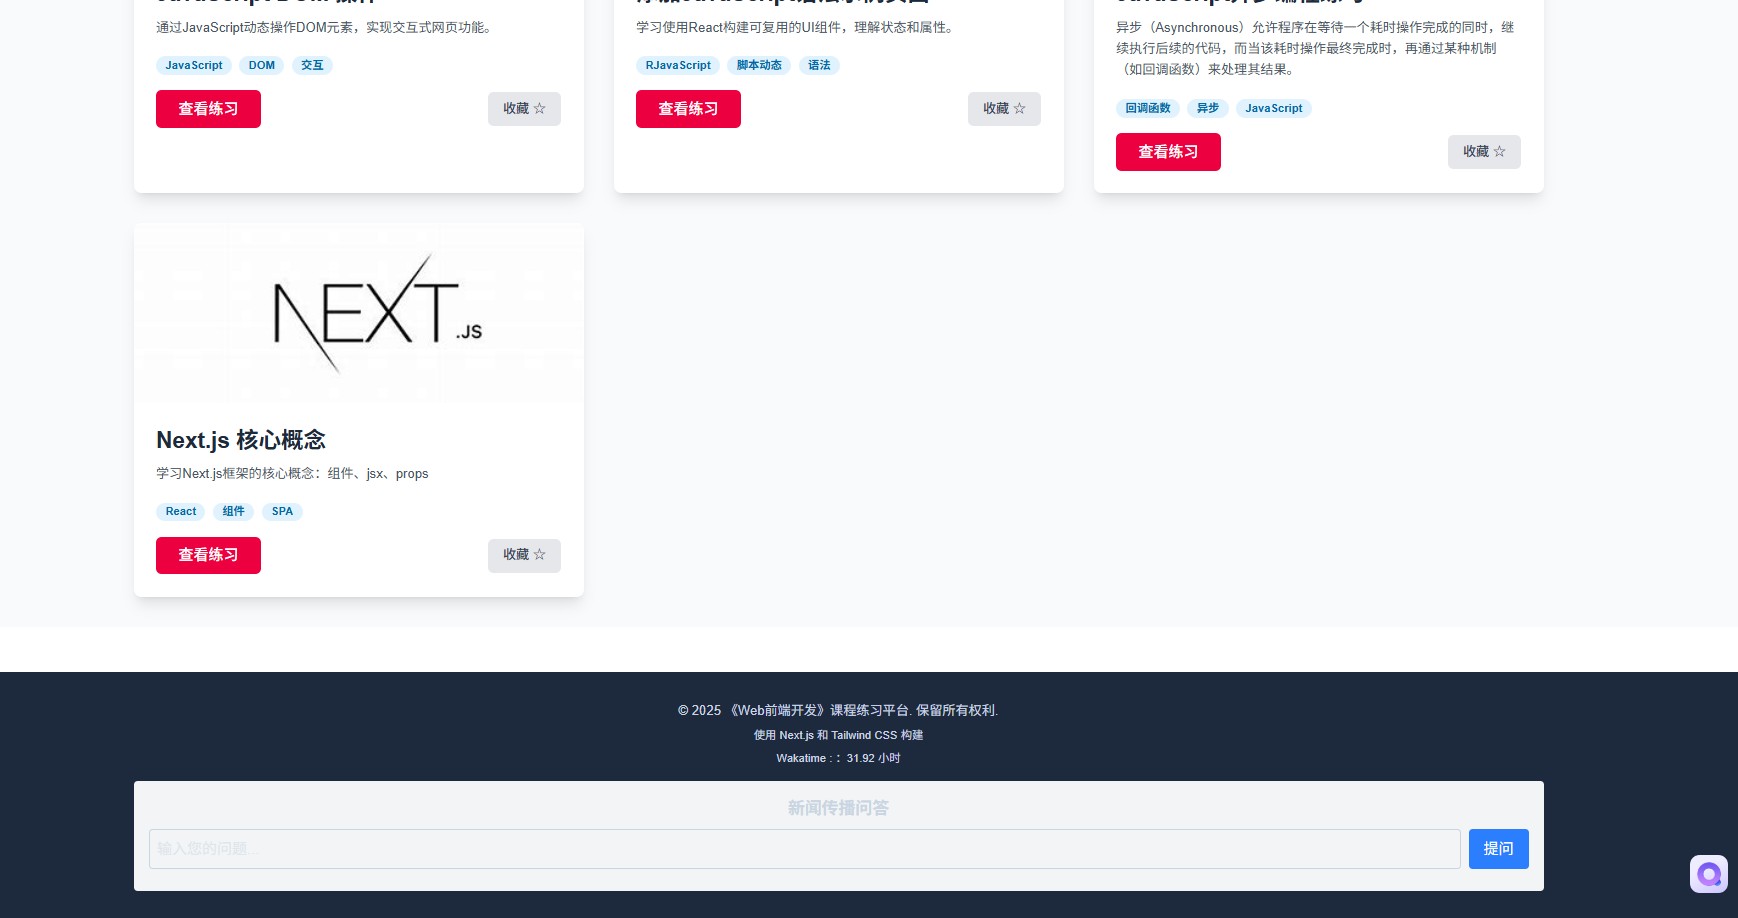 通过JavaScript动态操作DOM元素，实现交互式网页功能。
JavaScript DOM 交互
查看练习 收藏 ☆
学习使用React构建可复用的UI组件，理解状态和属性。
RJavaScript 脚本动态 语法
查看练习 收藏 ☆
异步（Asynchronous）允许程序在等待一个耗时操作完成的同时，继
续执行后续的代码，而当该耗时操作最终完成时，再通过某种机制
（如回调函数）来处理其结果。
回调函数 异步 JavaScript
查看练习 收藏 ☆
NEXT.JS
Next.js 核心概念
学习Next.js框架的核心概念：组件、jsx、props
React 组件 SPA
查看练习 收藏 ☆
© 2025 《Web前端开发》课程练习平台. 保留所有权利.
使用 Next.js 和 Tailwind CSS 构建
Wakatime :： 31.92 小时
新闻传播问答
输入您的问题...
提问